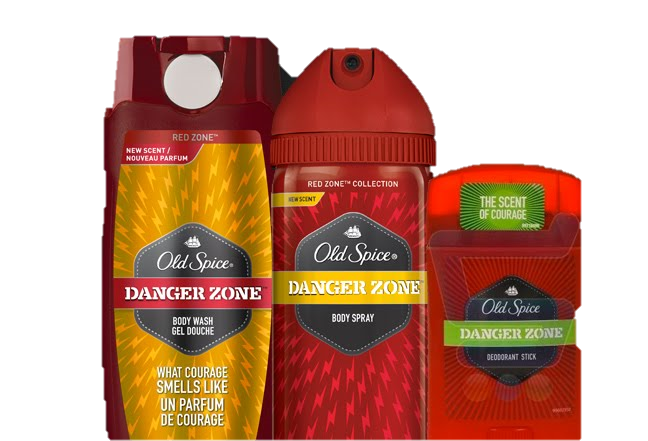 RED ZONE™
NEW SCENT /
NOUVEAU PARFUM
Old Spice®
DANGER ZONE™
BODY WASH
GEL DOUCHE
WHAT COURAGE
SMELLS LIKE
UN PARFUM
DE COURAGE
RED ZONE™ COLLECTION
NEW SCENT
Old Spice®
DANGER ZONE™
BODY SPRAY
THE SCENT
OF COURAGE
Old Spice
DANGER ZONE
DEODORANT STICK